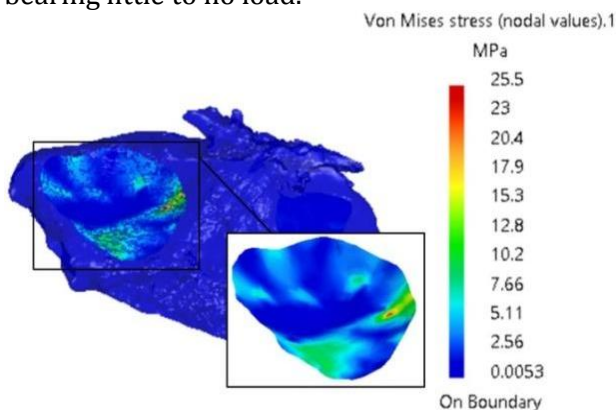 bearing little to no load.
Von Mises stress (nodal values).1
MPa
25.5
23
20.4
17.9
15.3
12.8
10.2
7.66
5.11
2.56
0.0053
On Boundary